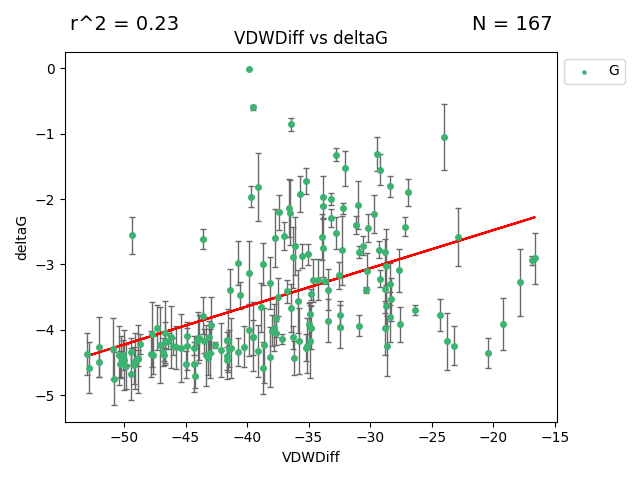 r^2 = 0.23 N = 167
VDWDiff vs deltaG
G
deltaG
0
−1
−2
−3
−4
−5
−50 −45 −40 −35 −30 −25 −20 −15
VDWDiff